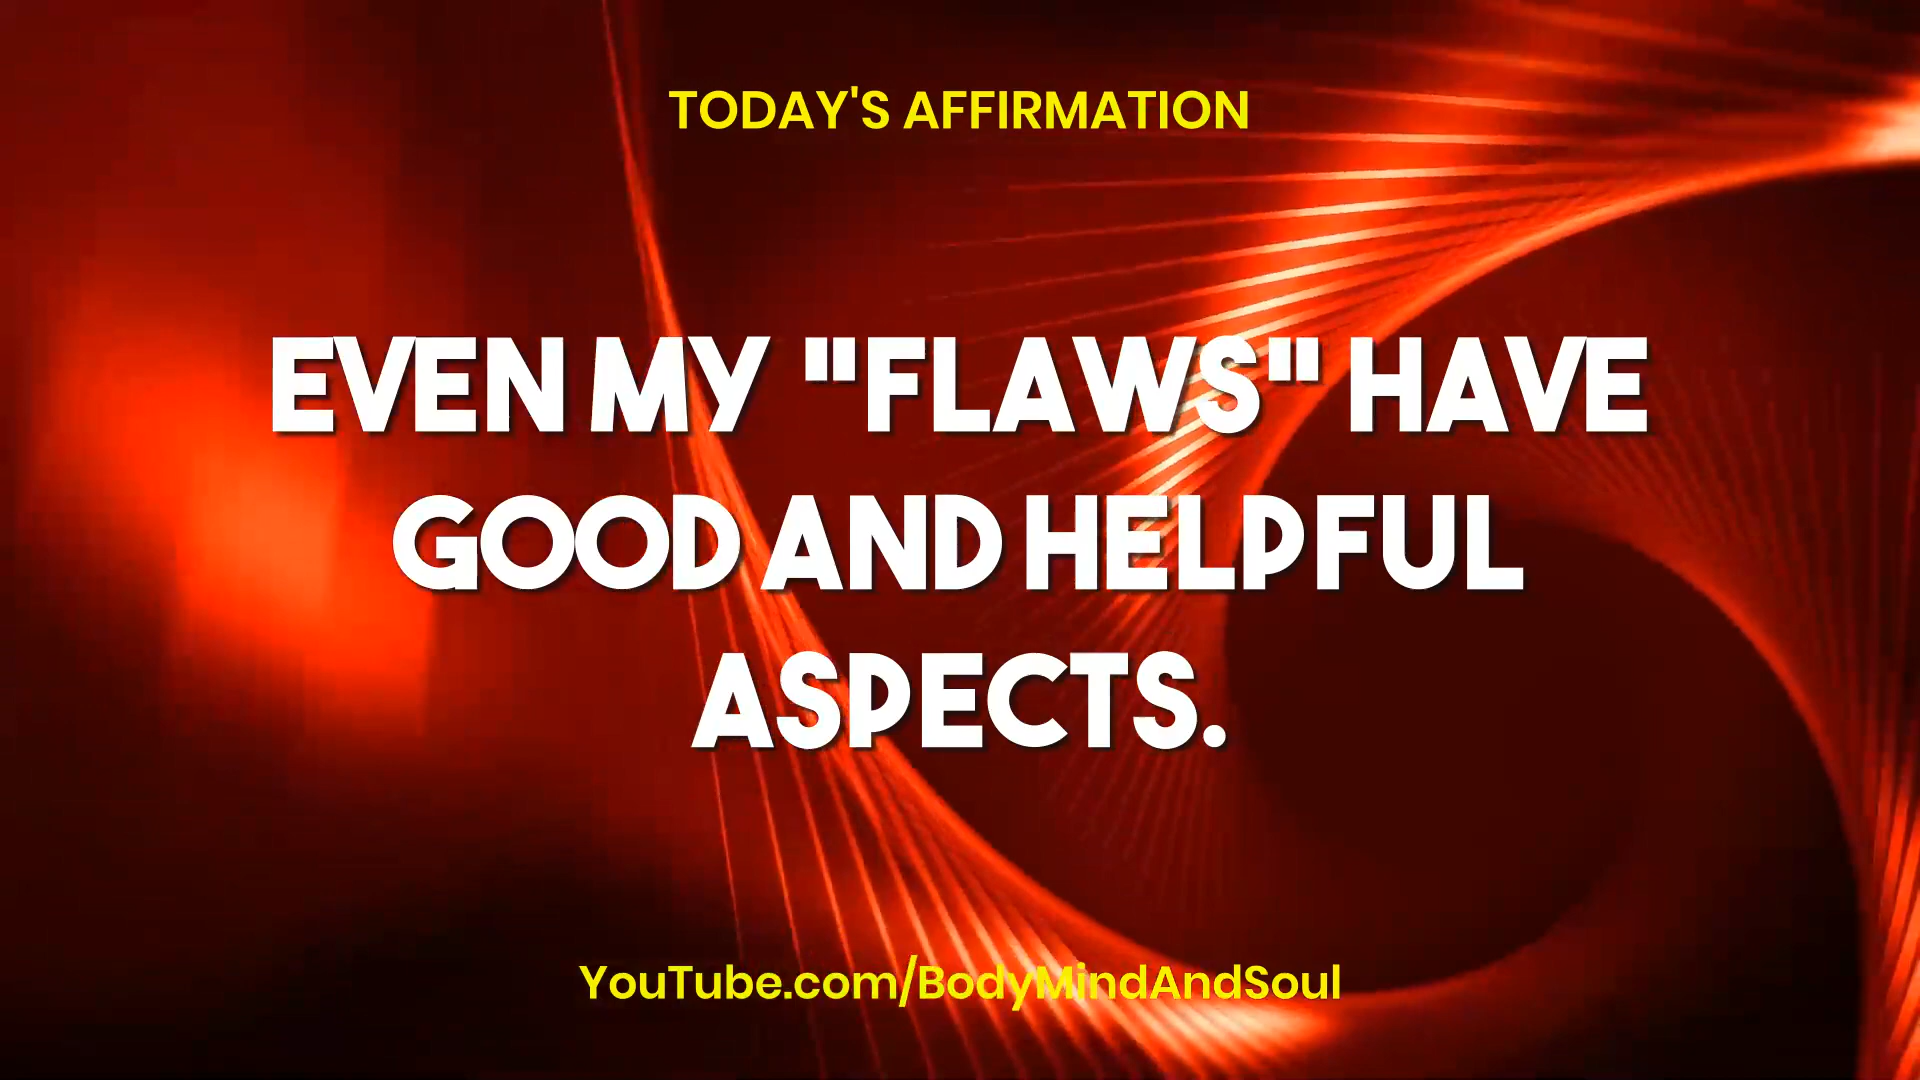 TODAY'S AFFIRMATION
EVEN MY "FLAWS" HAVE
GOOD AND HELPFUL
ASPECTS.
YouTube.com/BodyMindAndSoul